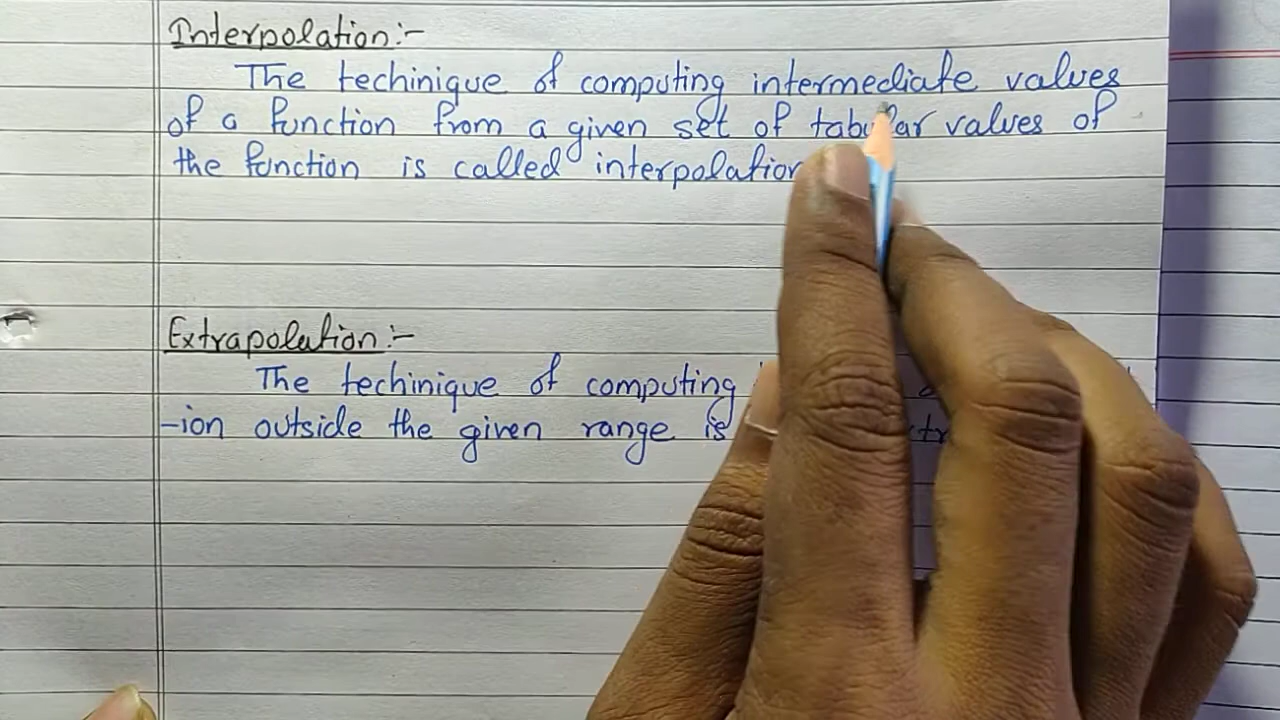 Interpolation:-
The techinique of computing intermediate values
of a function from a given set of tabular values of
the function is called interpolation
Extrapolation:-
The techinique of computing
-ion outside the given range is